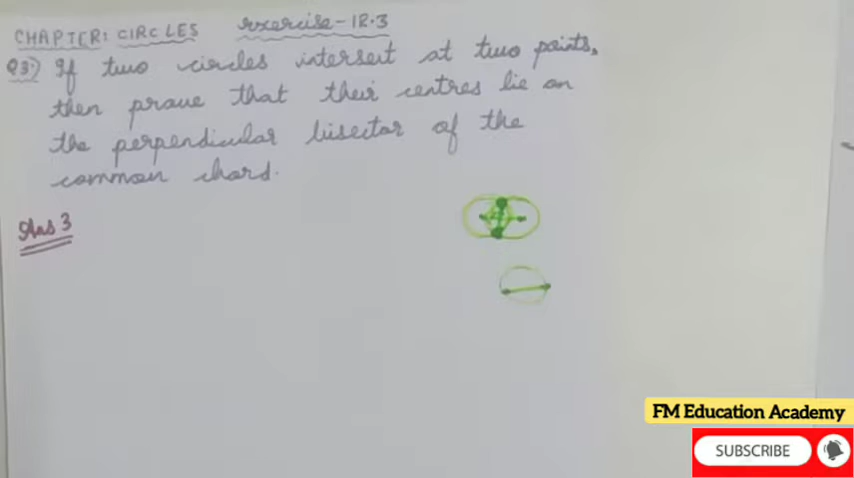 CHAPTER: CIRCLES exercise-12.3
Q3.) If two circles intersect at two points,
then prove that their centres lie on
the perpendicular bisector of the
common chord.
Ans 3
FM Education Academy
SUBSCRIBE